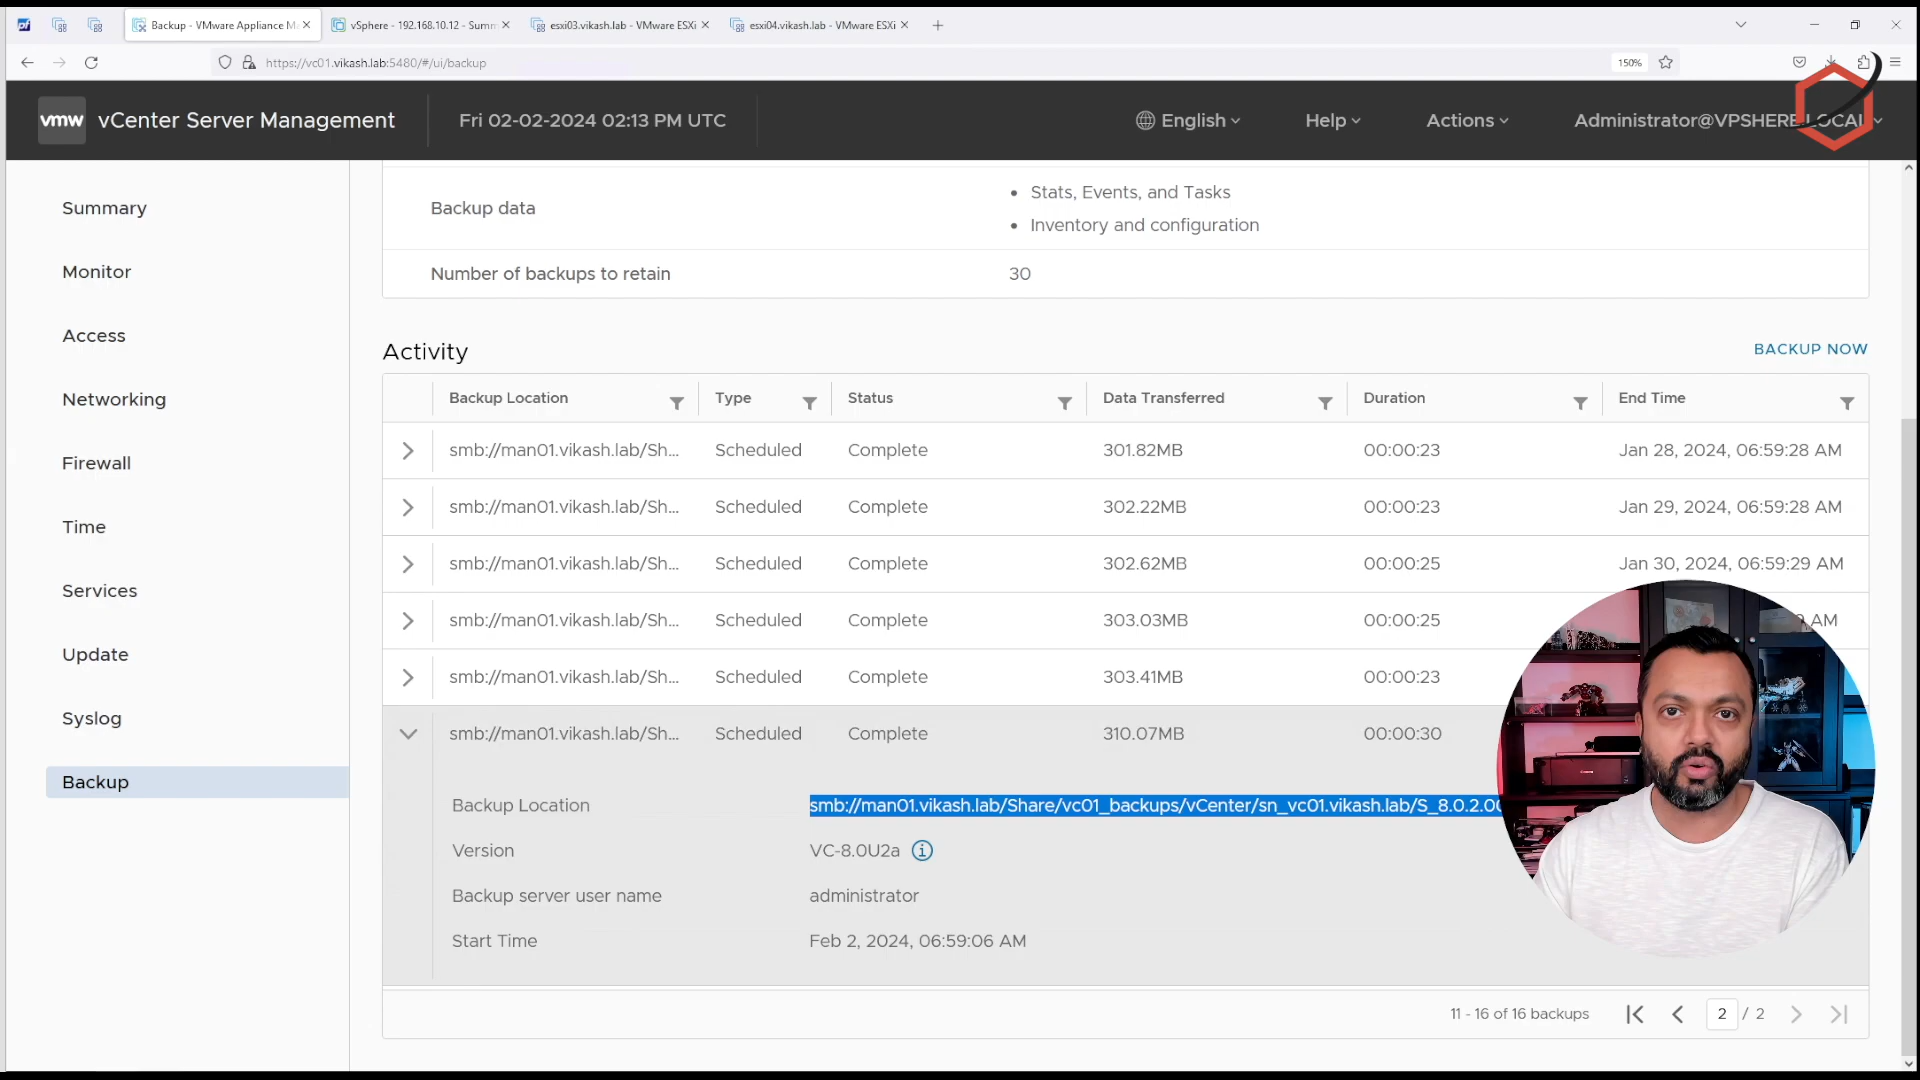 Backup - VMware Appliance M
vSphere - 192.168.10.12 - Summ
esxi03.vikash.lab - VMware ESXi
esxi04.vikash.lab - VMware ESXi
https://vc01.vikash.lab:5480/#/ui/backup
150%
vmw
vCenter Server Management
Fri 02-02-2024 02:13 PM UTC
English
Help
Actions
Administrator@VPSHERE.LOCAL
Summary
Monitor
Access
Networking
Firewall
Time
Services
Update
Syslog
Backup
Backup data
• Stats, Events, and Tasks
• Inventory and configuration
Number of backups to retain 30
Activity
BACKUP NOW
Backup Location Type Status Data Transferred Duration End Time
smb://man01.vikash.lab/Sh... Scheduled Complete 301.82MB 00:00:23 Jan 28, 2024, 06:59:28 AM
smb://man01.vikash.lab/Sh... Scheduled Complete 302.22MB 00:00:23 Jan 29, 2024, 06:59:28 AM
smb://man01.vikash.lab/Sh... Scheduled Complete 302.62MB 00:00:25 Jan 30, 2024, 06:59:29 AM
smb://man01.vikash.lab/Sh... Scheduled Complete 303.03MB 00:00:25 AM
smb://man01.vikash.lab/Sh... Scheduled Complete 303.41MB 00:00:23
smb://man01.vikash.lab/Sh... Scheduled Complete 310.07MB 00:00:30
Backup Location smb://man01.vikash.lab/Share/vc01_backups/vCenter/sn_vc01.vikash.lab/S_8.0.2.0
Version VC-8.0U2a
Backup server user name administrator
Start Time Feb 2, 2024, 06:59:06 AM
11 - 16 of 16 backups 2 / 2